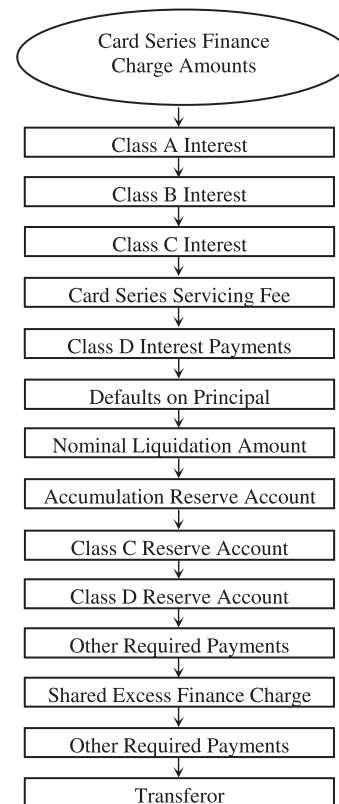 Card Series Finance
Charge Amounts
Class A Interest
Class B Interest
Class C Interest
Card Series Servicing Fee
Class D Interest Payments
Defaults on Principal
Nominal Liquidation Amount
Accumulation Reserve Account
Class C Reserve Account
Class D Reserve Account
Other Required Payments
Shared Excess Finance Charge
Other Required Payments
Transferor